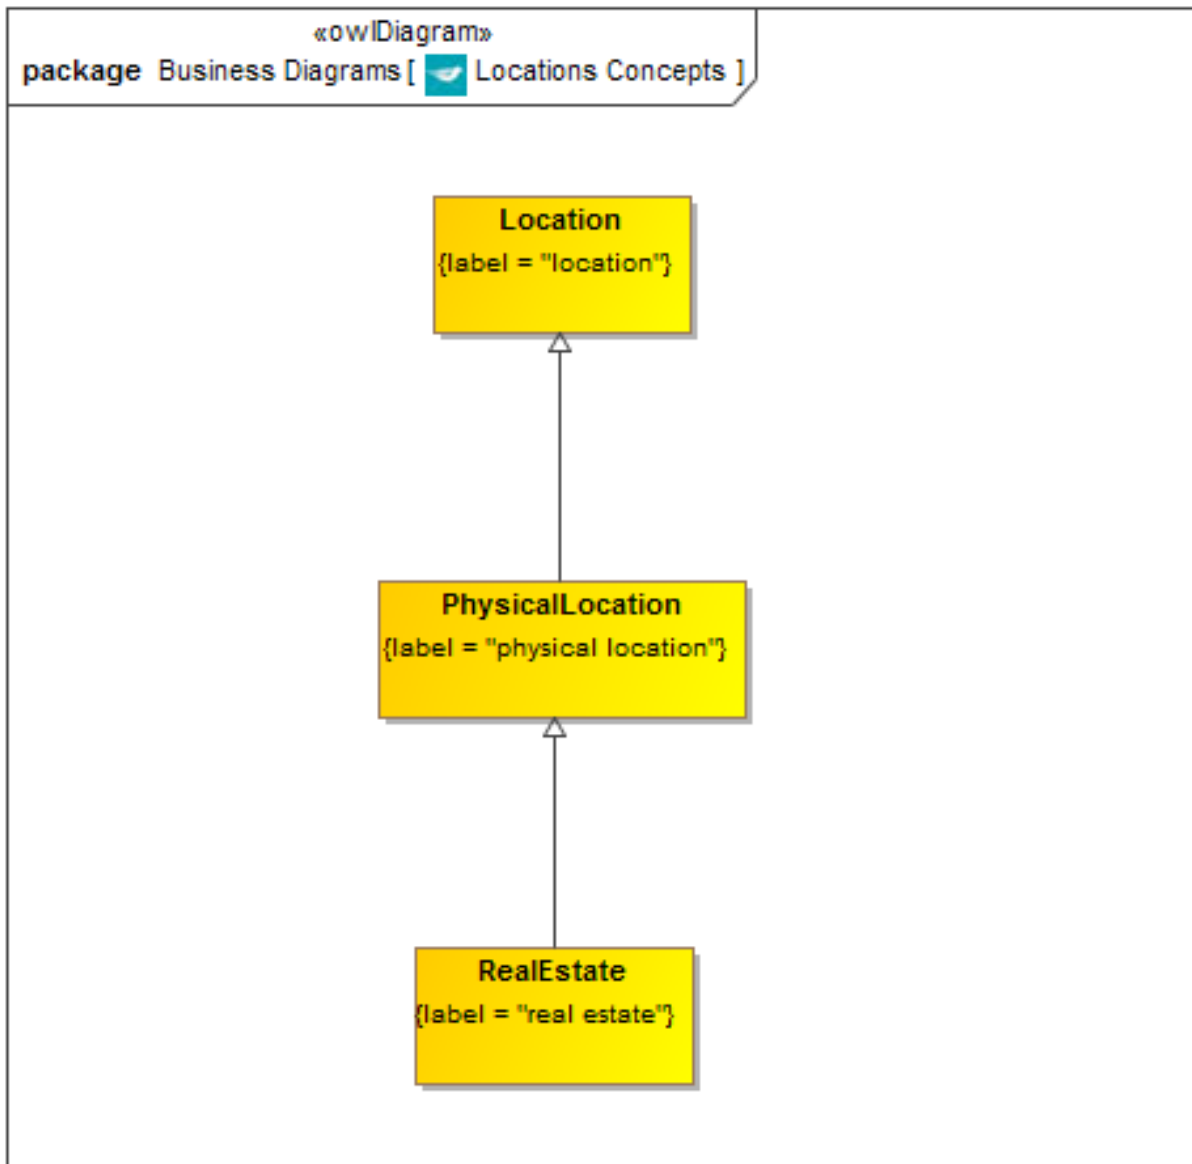 «owlDiagram»
package Business Diagrams [ Locations Concepts ]
Location
{label = "location"}
PhysicalLocation
{label = "physical location"}
RealEstate
{label = "real estate"}